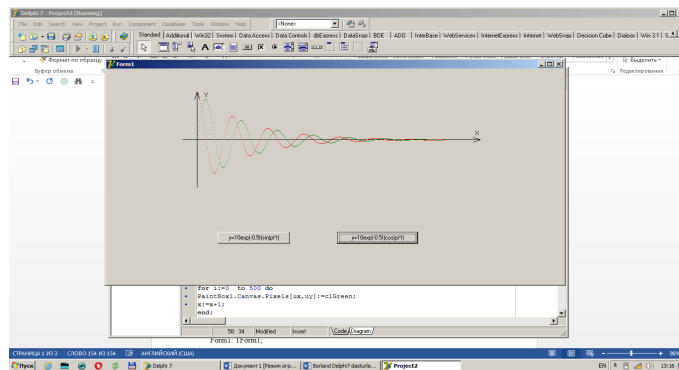 Delphi 7 - Project2 [Running]
File Edit Search View Project Run Component Database Tools Window Help <None>
Standard Additional Win32 System Data Access Data Controls dbExpress DataSnap BDE ADO InterBase WebServices InternetExpress Internet WebSnap Decision Cube Dialogs Win 3.1 S
Формат по образцу
Выделить
Буфер обмена
Редактирование
Form1
Y
X
y=10exp(-0.5t)sin(pi*t)
y=10exp(-0.5t)cos(pi*t)
for i:=0 to 500 do
PaintBox1.Canvas.Pixels[ux,uy]:=clGreen;
x:=x+1;
end;
58: 34 Modified Insert Code Diagram
Form1: TForm1;
СТРАНИЦА 1 ИЗ 3 СЛОВО 154 ИЗ 154 АНГЛИЙСКИЙ (США) 98%
Пуск Delphi 7 Документ1 [Режим огр... Borland Delphi7 dasturla... Project2 EN 13:16